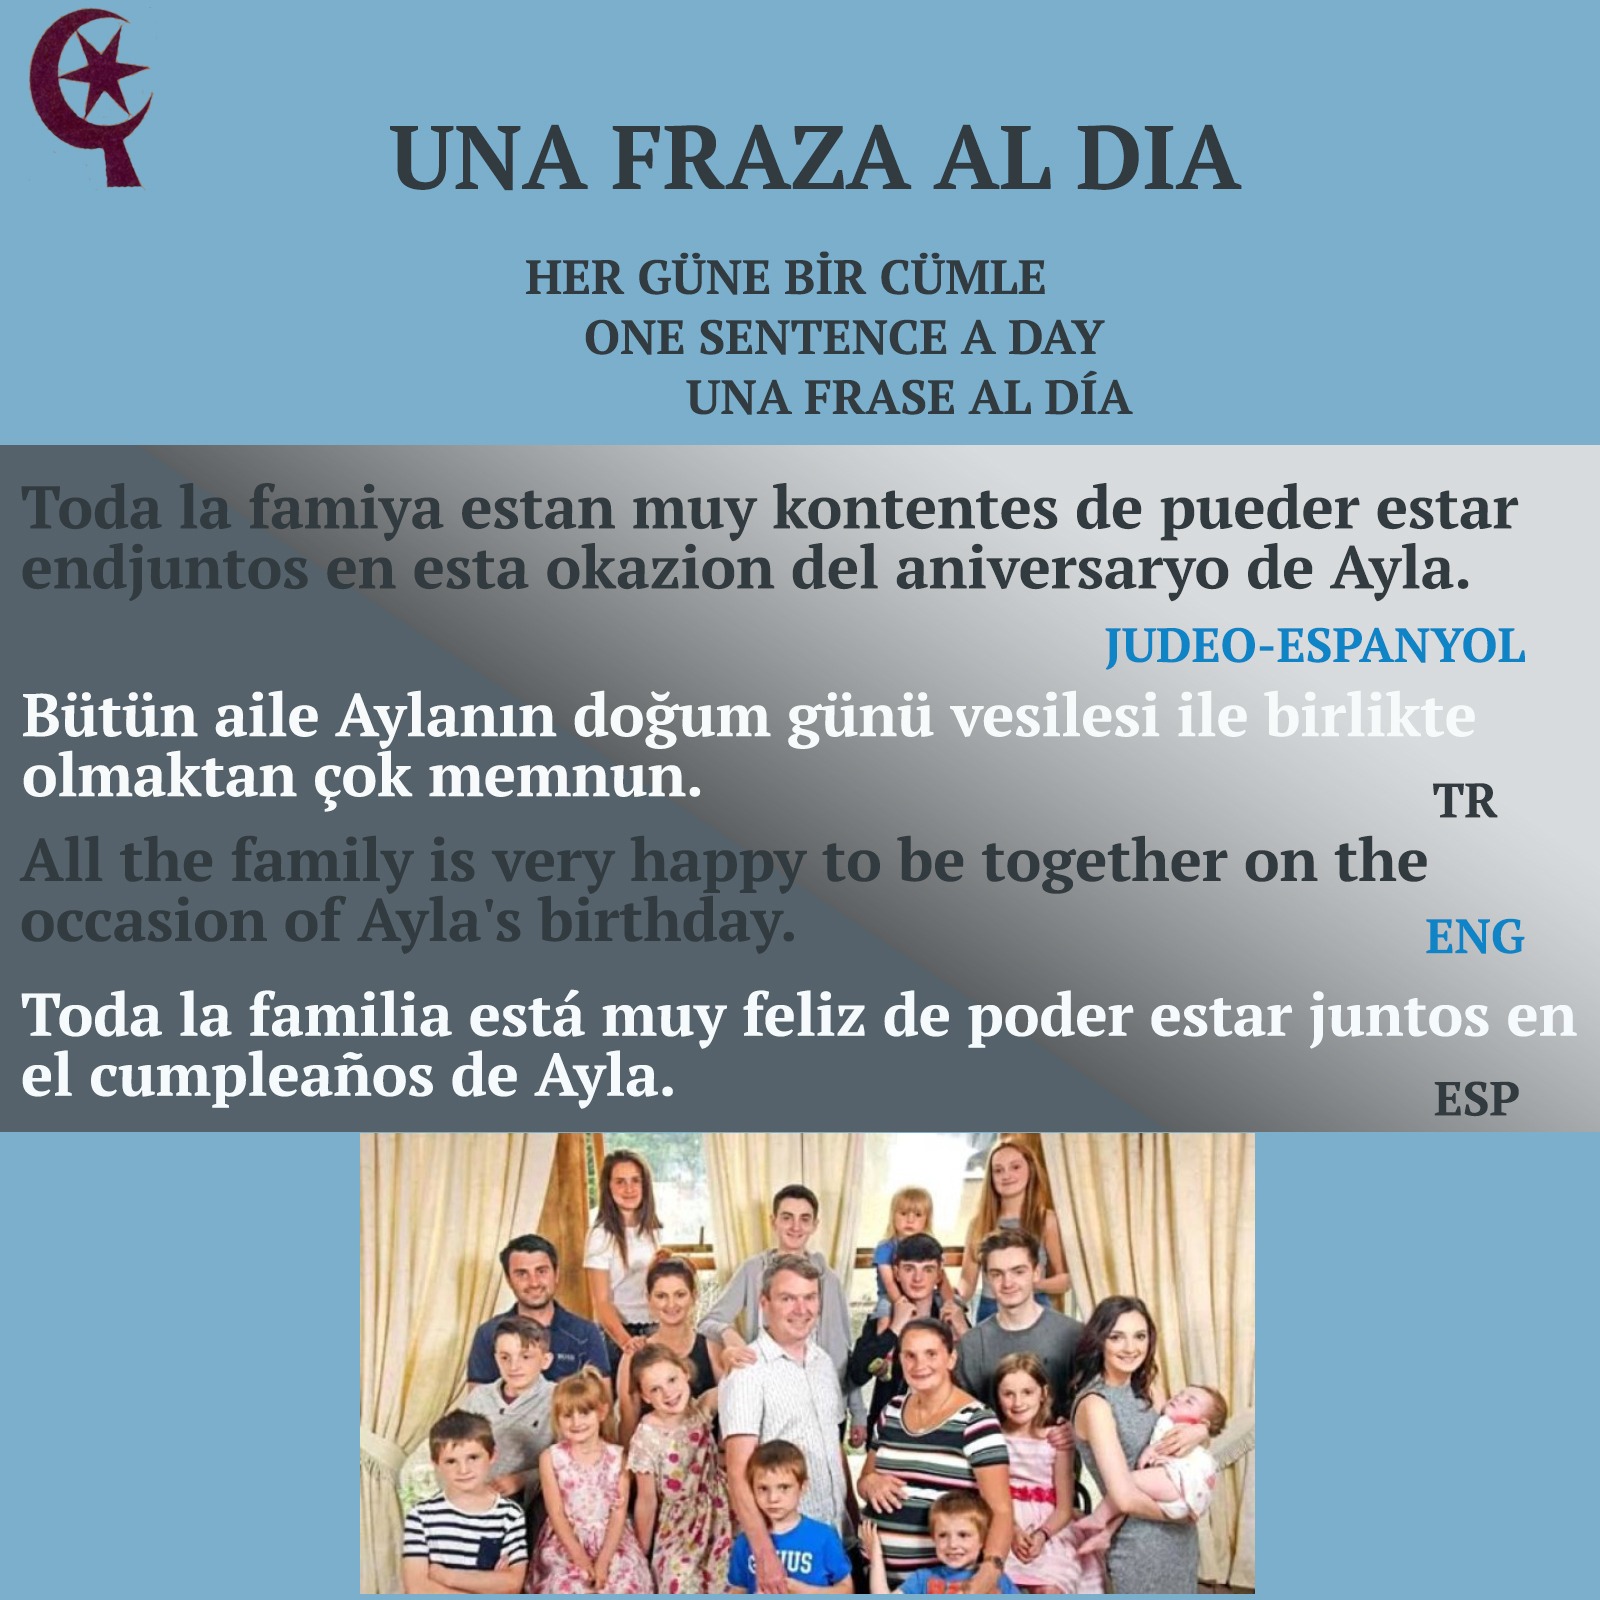 UNA FRAZA AL DIA
HER GÜNE BİR CÜMLE
ONE SENTENCE A DAY
UNA FRASE AL DÍA
Toda la famiya estan muy kontentes de pueder estar
endjuntos en esta okazion del aniversaryo de Ayla.
JUDEO-ESPANYOL
Bütün aile Aylanın doğum günü vesilesi ile birlikte
olmaktan çok memnun.
TR
All the family is very happy to be together on the
occasion of Ayla's birthday.
ENG
Toda la familia está muy feliz de poder estar juntos en
el cumpleaños de Ayla.
ESP